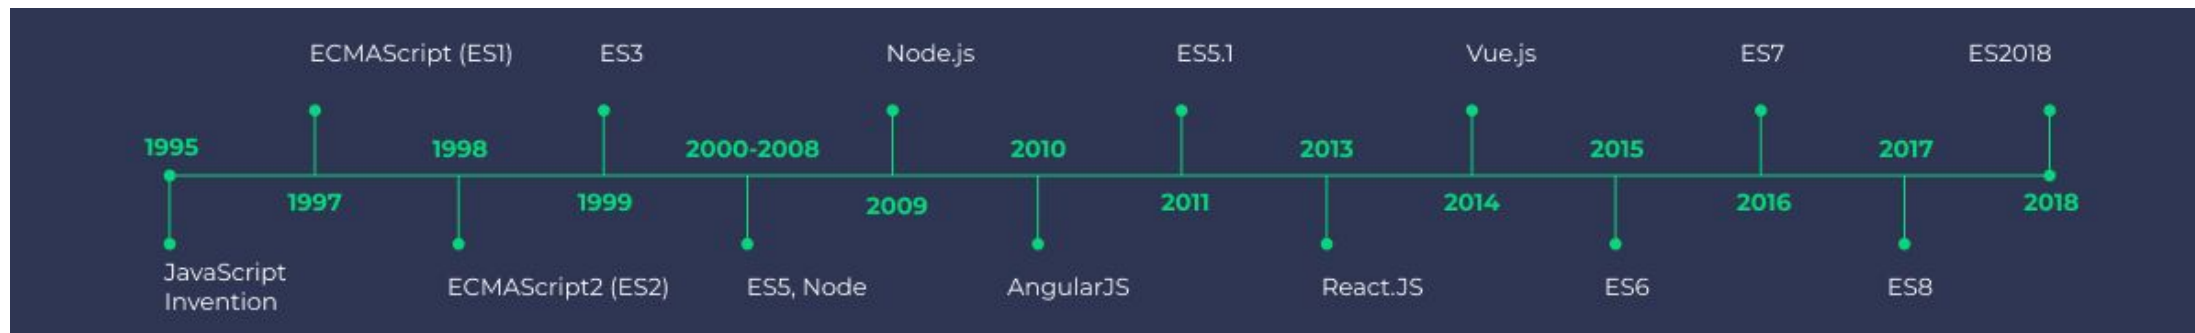 ECMAScript (ES1)
ES3
Node.js
ES5.1
Vue.js
ES7
ES2018
1995
1998
2000-2008
2010
2013
2015
2017
1997
1999
2009
2011
2014
2016
2018
JavaScript
Invention
ECMAScript2 (ES2)
ES5, Node
AngularJS
React.JS
ES6
ES8